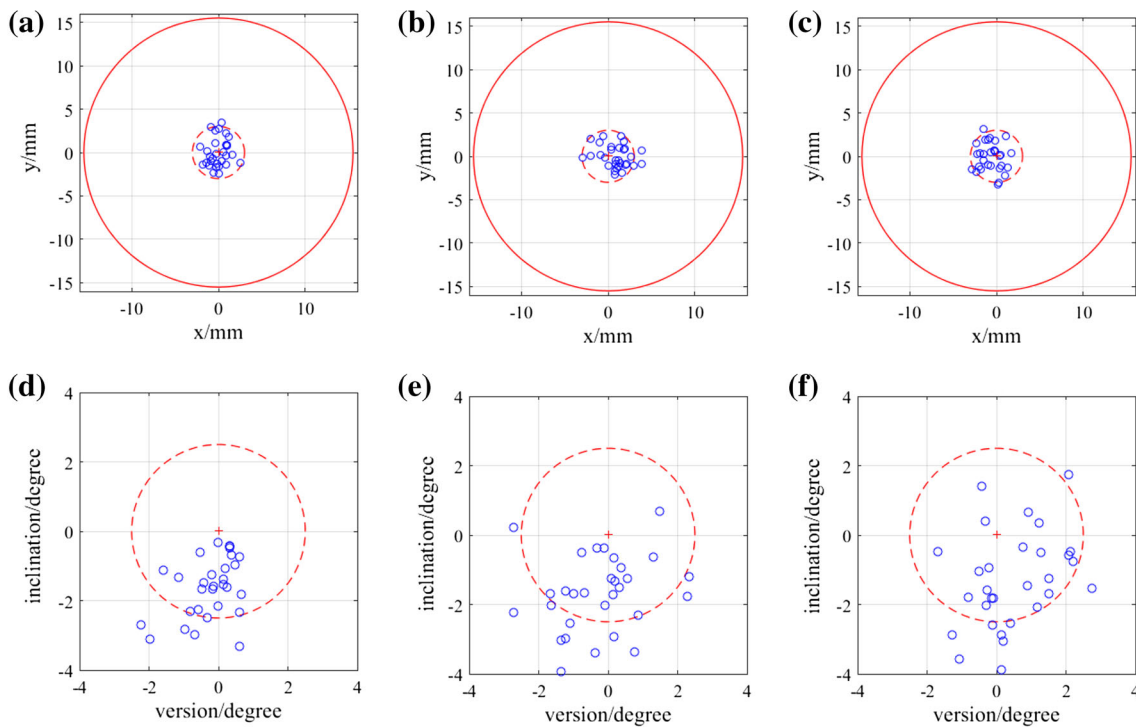 (a) (b) (c)
15 15 15
10 10 10
5 5 5
y/mm 0 y/mm 0 y/mm 0
-5 -5 -5
-10 -10 -10
-15 -15 -15
-10 0 10 -10 0 10 -10 0 10
x/mm x/mm x/mm
(d) (e) (f)
4 4 4
2 2 2
inclination/degree 0 inclination/degree 0 inclination/degree 0
-2 -2 -2
-4 -4 -4
-4 -2 0 2 4 -4 -2 0 2 4 -4 -2 0 2 4
version/degree version/degree version/degree